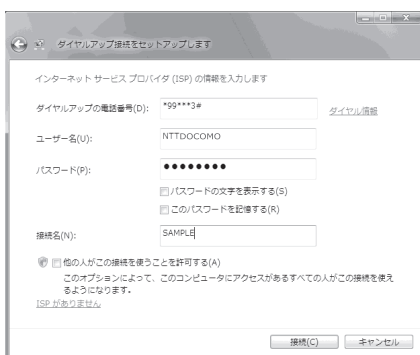 ダイヤルアップ接続をセットアップします
インターネット サービス プロバイダ (ISP) の情報を入力します
ダイヤルアップの電話番号(D):
*99***3#
ダイヤル情報
ユーザー名(U):
NTTDOCOMO
パスワード(P):
●●●●●●●●
パスワードの文字を表示する(S)
このパスワードを記憶する(R)
接続名(N):
SAMPLE
他の人がこの接続を使うことを許可する(A)
このオプションによって、このコンピュータにアクセスがあるすべての人がこの接続を使え
るようになります。
ISP がありません
接続(C)
キャンセル